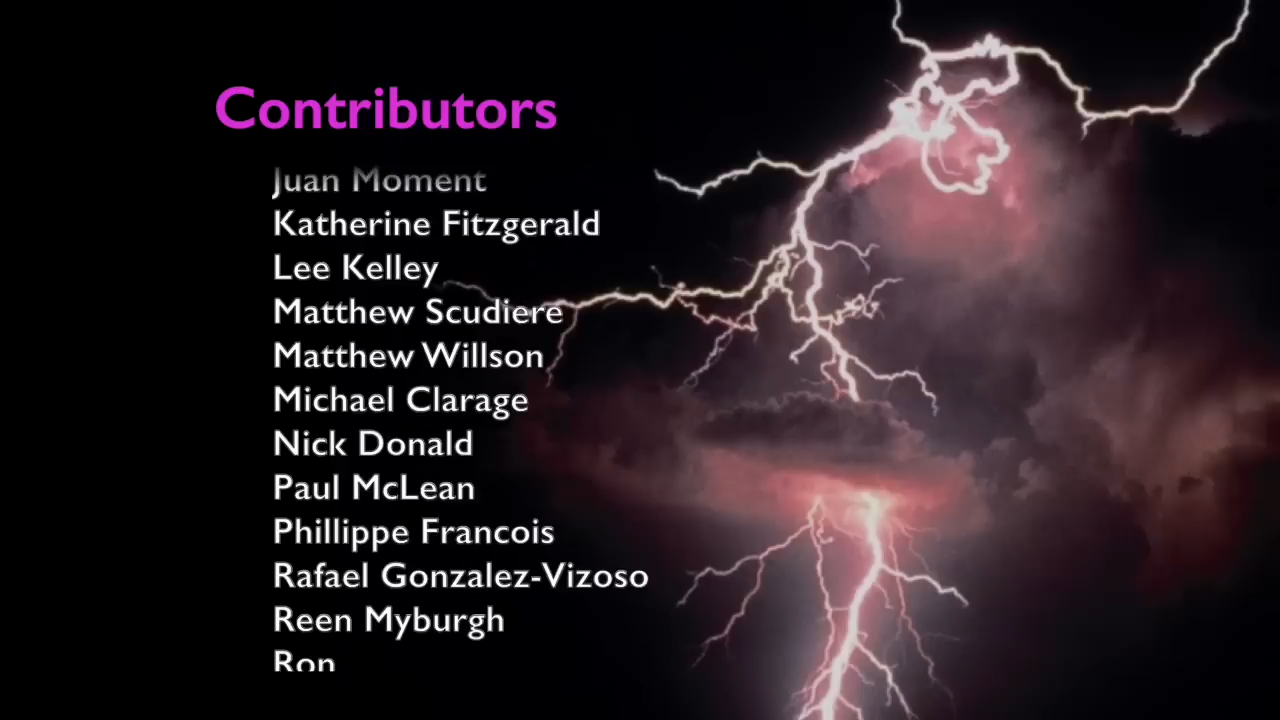 Contributors
Juan Moment
Katherine Fitzgerald
Lee Kelley
Matthew Scudiere
Matthew Willson
Michael Clarage
Nick Donald
Paul McLean
Phillippe Francois
Rafael Gonzalez-Vizoso
Reen Myburgh
Ron